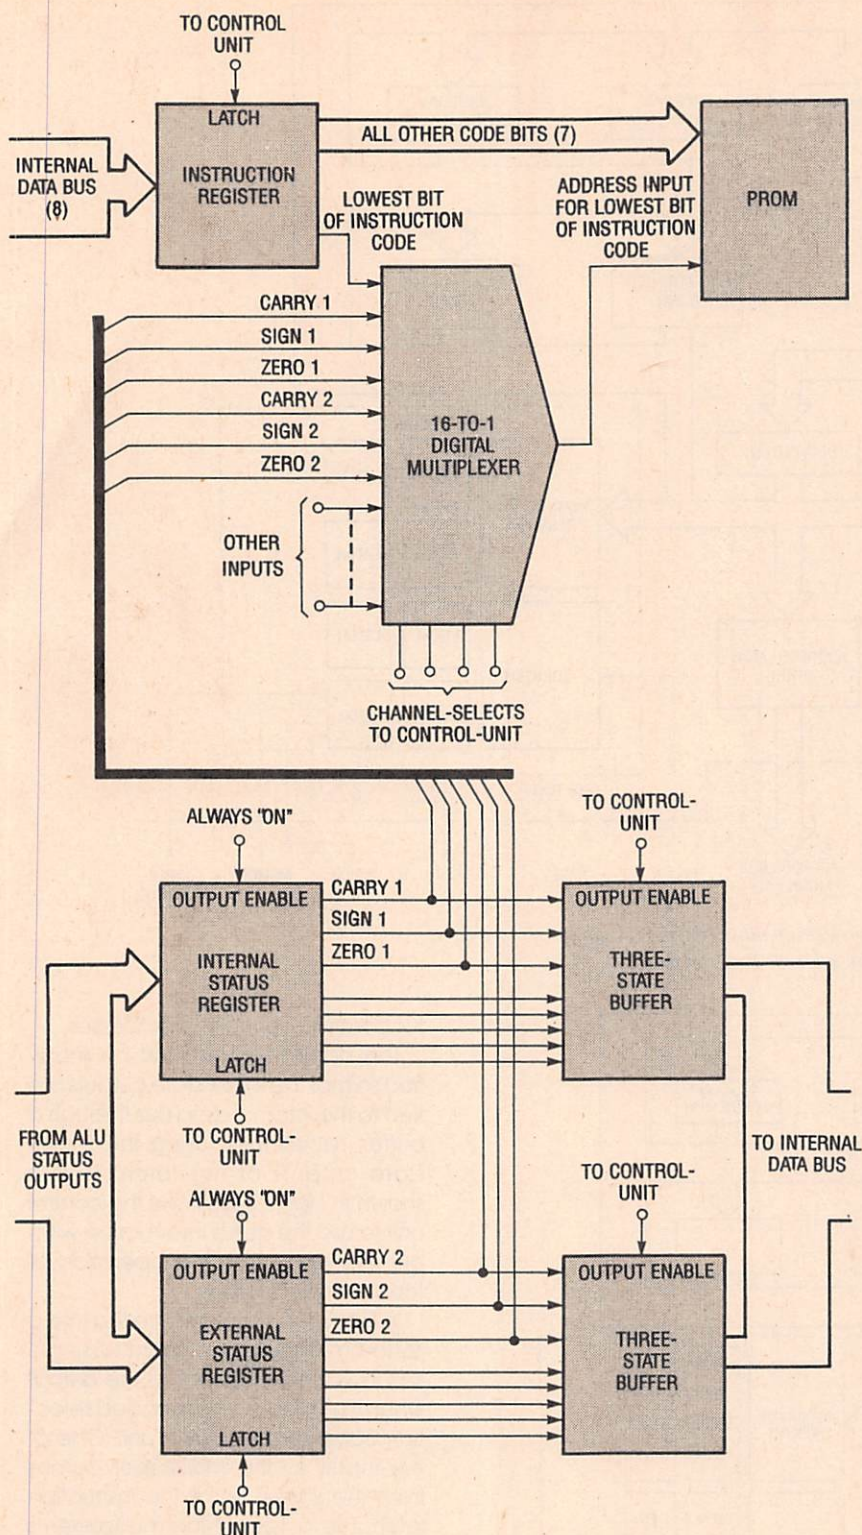 TO CONTROL
UNIT
LATCH
INSTRUCTION
REGISTER
INTERNAL
DATA BUS
(8)
ALL OTHER CODE BITS (7)
PROM
LOWEST BIT
OF INSTRUCTION
CODE
ADDRESS INPUT
FOR LOWEST BIT
OF INSTRUCTION
CODE
CARRY 1
SIGN 1
ZERO 1
CARRY 2
SIGN 2
ZERO 2
16-TO-1
DIGITAL
MULTIPLEXER
OTHER
INPUTS
CHANNEL-SELECTS
TO CONTROL-UNIT
ALWAYS "ON"
OUTPUT ENABLE
INTERNAL
STATUS
REGISTER
LATCH
TO CONTROL-
UNIT
CARRY 1
SIGN 1
ZERO 1
TO CONTROL-
UNIT
OUTPUT ENABLE
THREE-
STATE
BUFFER
FROM ALU
STATUS
OUTPUTS
TO INTERNAL
DATA BUS
ALWAYS "ON"
OUTPUT ENABLE
EXTERNAL
STATUS
REGISTER
LATCH
TO CONTROL-
UNIT
CARRY 2
SIGN 2
ZERO 2
TO CONTROL-
UNIT
OUTPUT ENABLE
THREE-
STATE
BUFFER